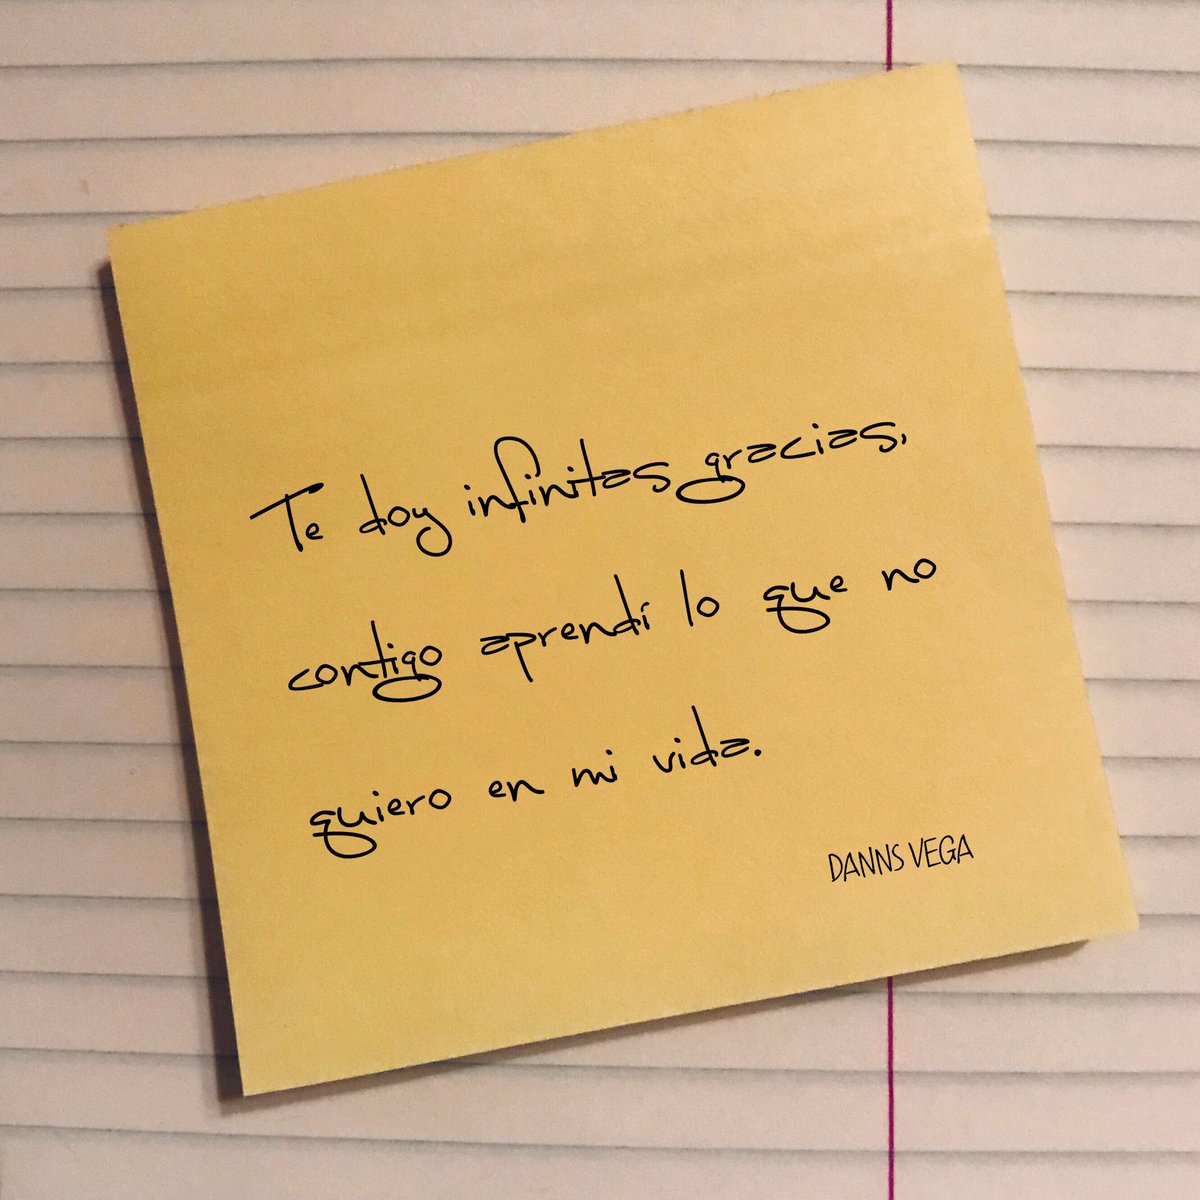 Te doy infinitas gracias,
contigo aprendí lo que no
quiero en mi vida.
DANNS VEGA